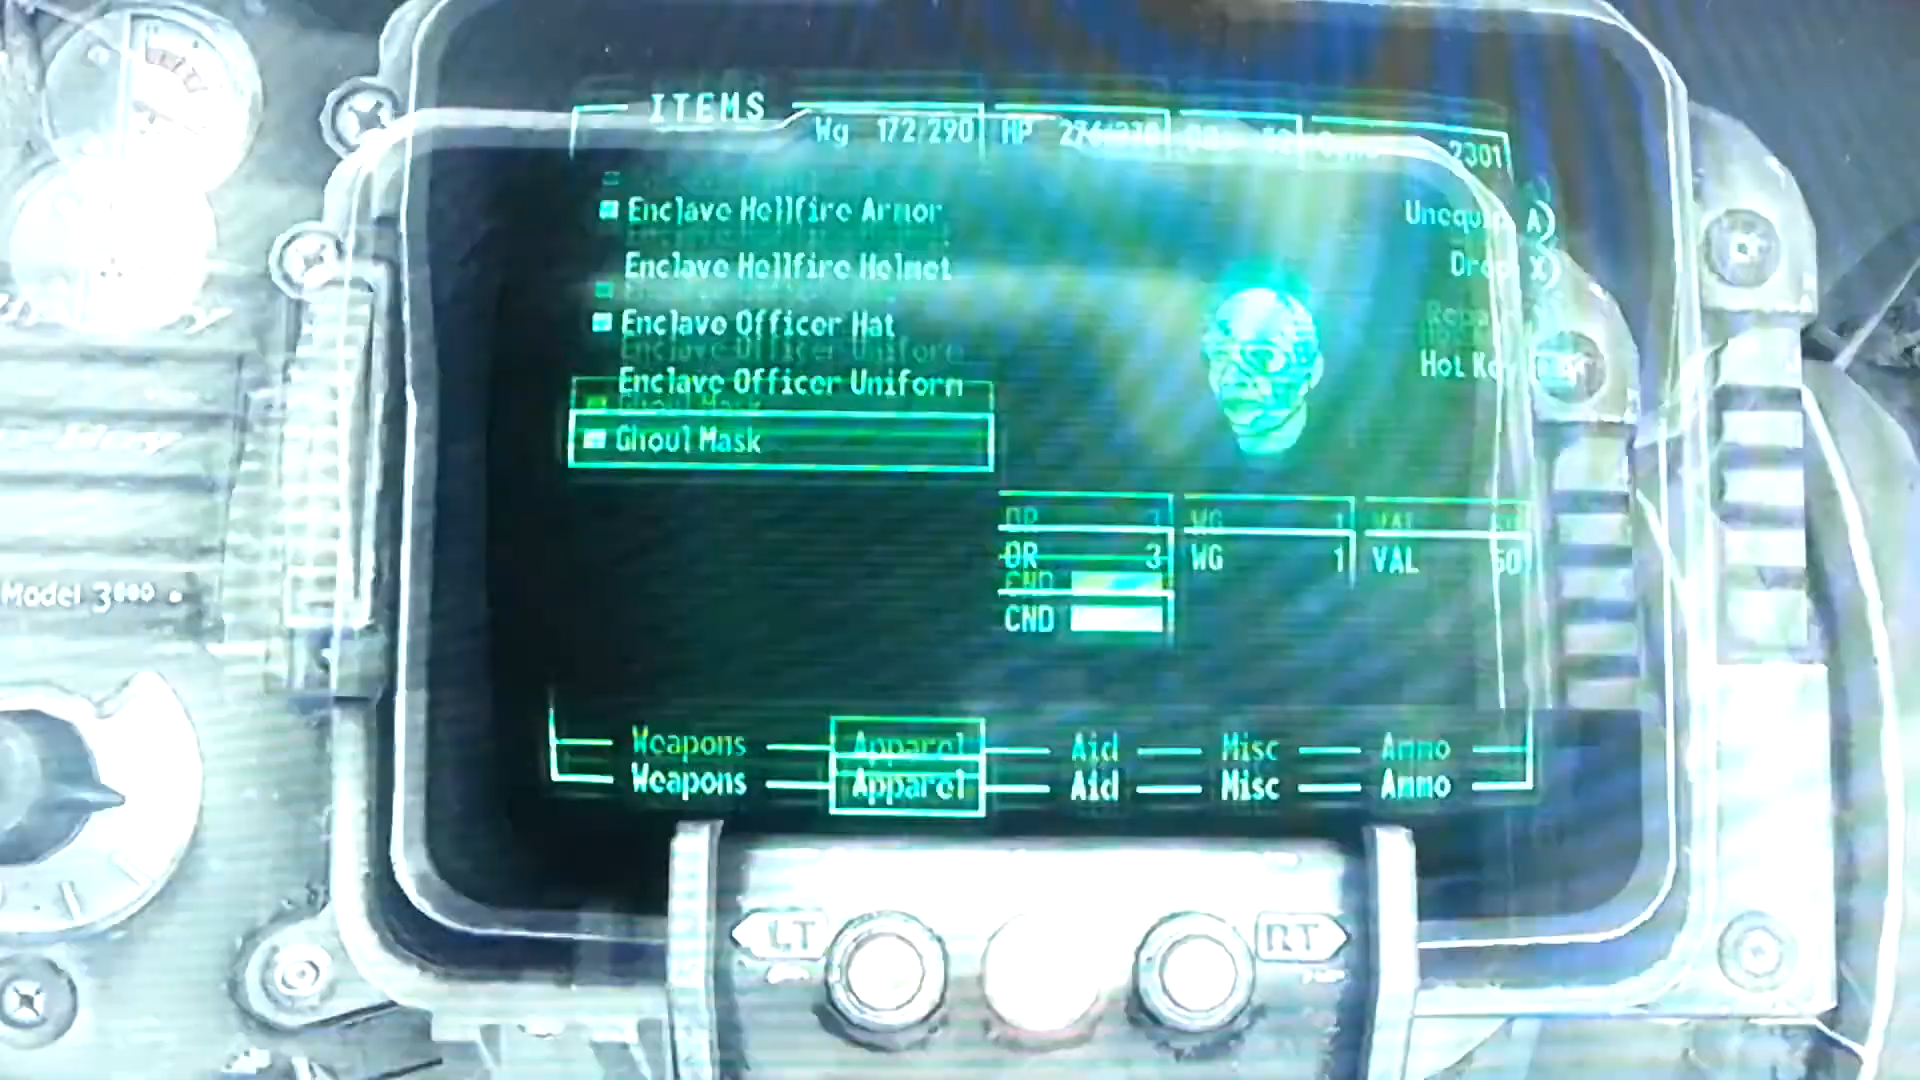 ITEMS
Wg 172/290 HP 2301
Enclave Hellfire Armor
Enclave Hellfire Helmet
Enclave Officer Hat
Enclave Officer Uniform
Ghoul Mask
A)
X)
DR 3 WG 1 VAL
CND
Weapons Apparel Aid Misc Ammo
Weapons Apparel Aid Misc Ammo
Model 3000
LT RT